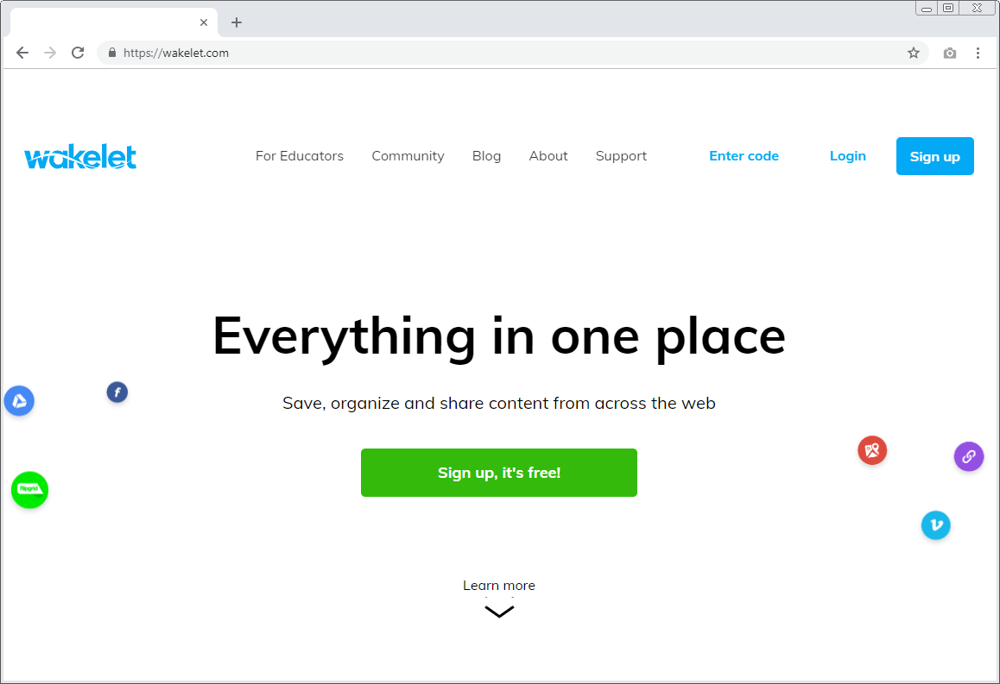 https://wakelet.com
wakelet
For Educators Community Blog About Support Enter code Login Sign up
Everything in one place
Save, organize and share content from across the web
Sign up, it's free!
flipgrid
Learn more